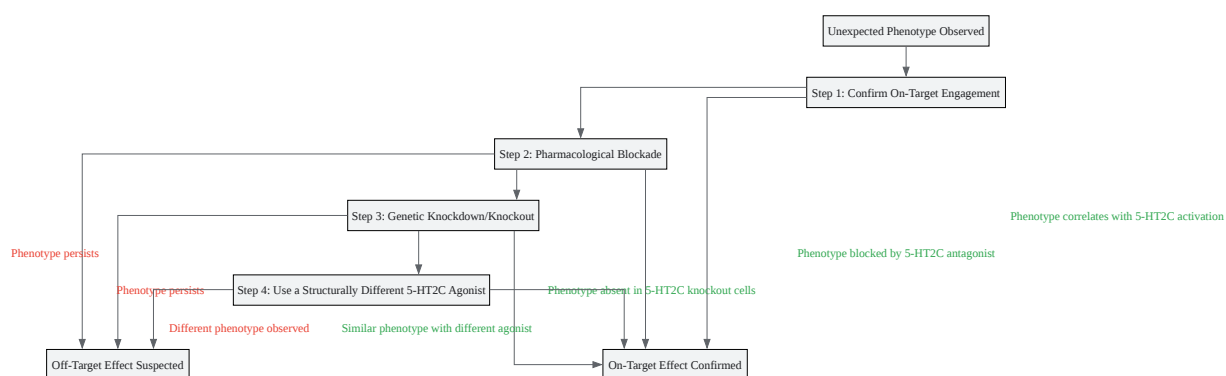 Unexpected Phenotype Observed
Step 1: Confirm On-Target Engagement
Step 2: Pharmacological Blockade
Step 3: Genetic Knockdown/Knockout
Phenotype correlates with 5-HT2C activation
Phenotype persists
Phenotype blocked by 5-HT2C antagonist
Phenotype persists
Step 4: Use a Structurally Different 5-HT2C Agonist
Phenotype absent in 5-HT2C knockout cells
Different phenotype observed
Similar phenotype with different agonist
Off-Target Effect Suspected
On-Target Effect Confirmed